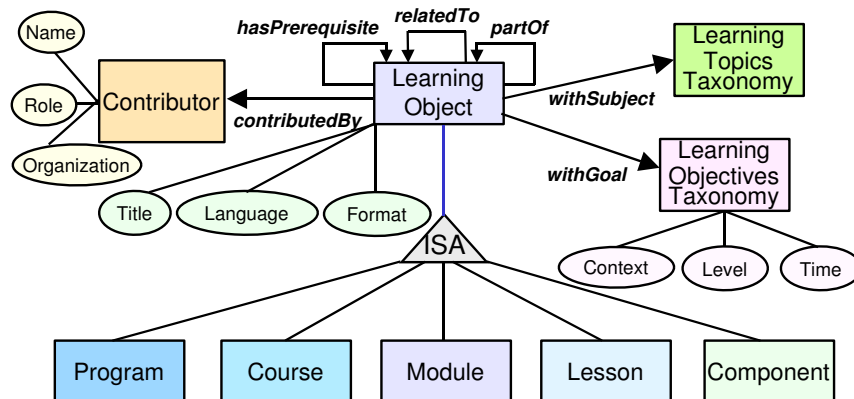 relatedTo
hasPrerequisite
partOf
Name
Learning
Topics
Taxonomy
Learning
Object
Contributor
Role
withSubject
contributedBy
Organization
Learning
Objectives
Taxonomy
withGoal
Title
Language
Format
ISA
Context
Level
Time
Program
Course
Module
Lesson
Component